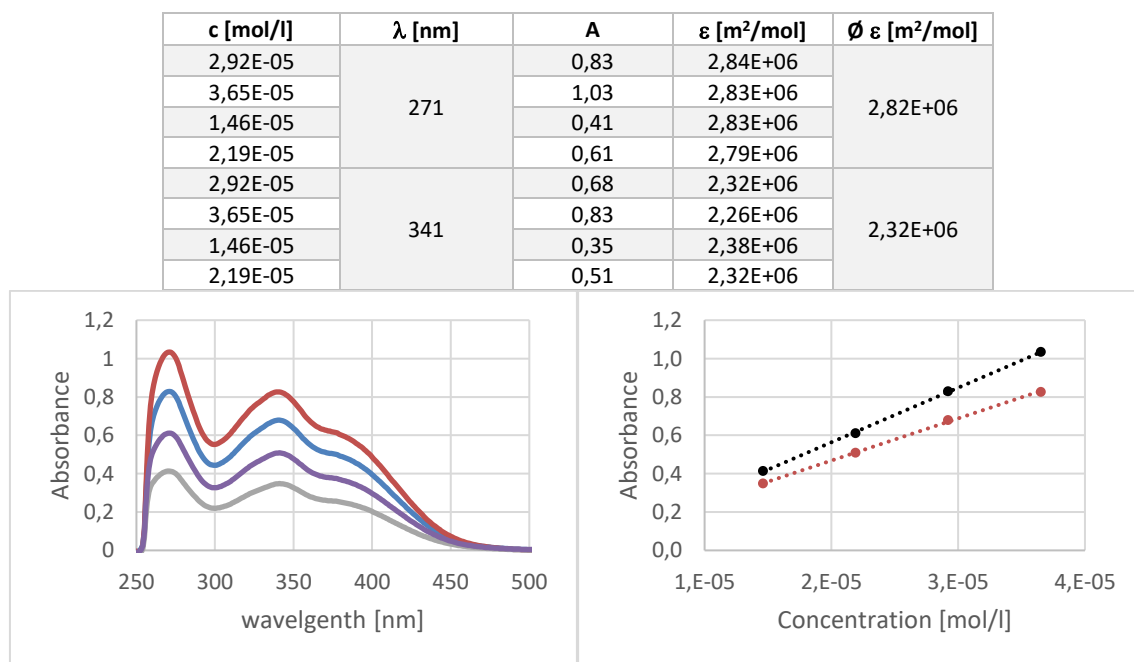 c [mol/l] λ [nm] A ε [m²/mol] Ø ε [m²/mol]
2,92E-05 271 0,83 2,84E+06 2,82E+06
3,65E-05 1,03 2,83E+06
1,46E-05 0,41 2,83E+06
2,19E-05 0,61 2,79E+06
2,92E-05 341 0,68 2,32E+06 2,32E+06
3,65E-05 0,83 2,26E+06
1,46E-05 0,35 2,38E+06
2,19E-05 0,51 2,32E+06
Absorbance
1,2
1
0,8
0,6
0,4
0,2
0
250 300 350 400 450 500
wavelgenth [nm]
Absorbance
1,2
1,0
0,8
0,6
0,4
0,2
0,0
1,E-05 2,E-05 3,E-05 4,E-05
Concentration [mol/l]